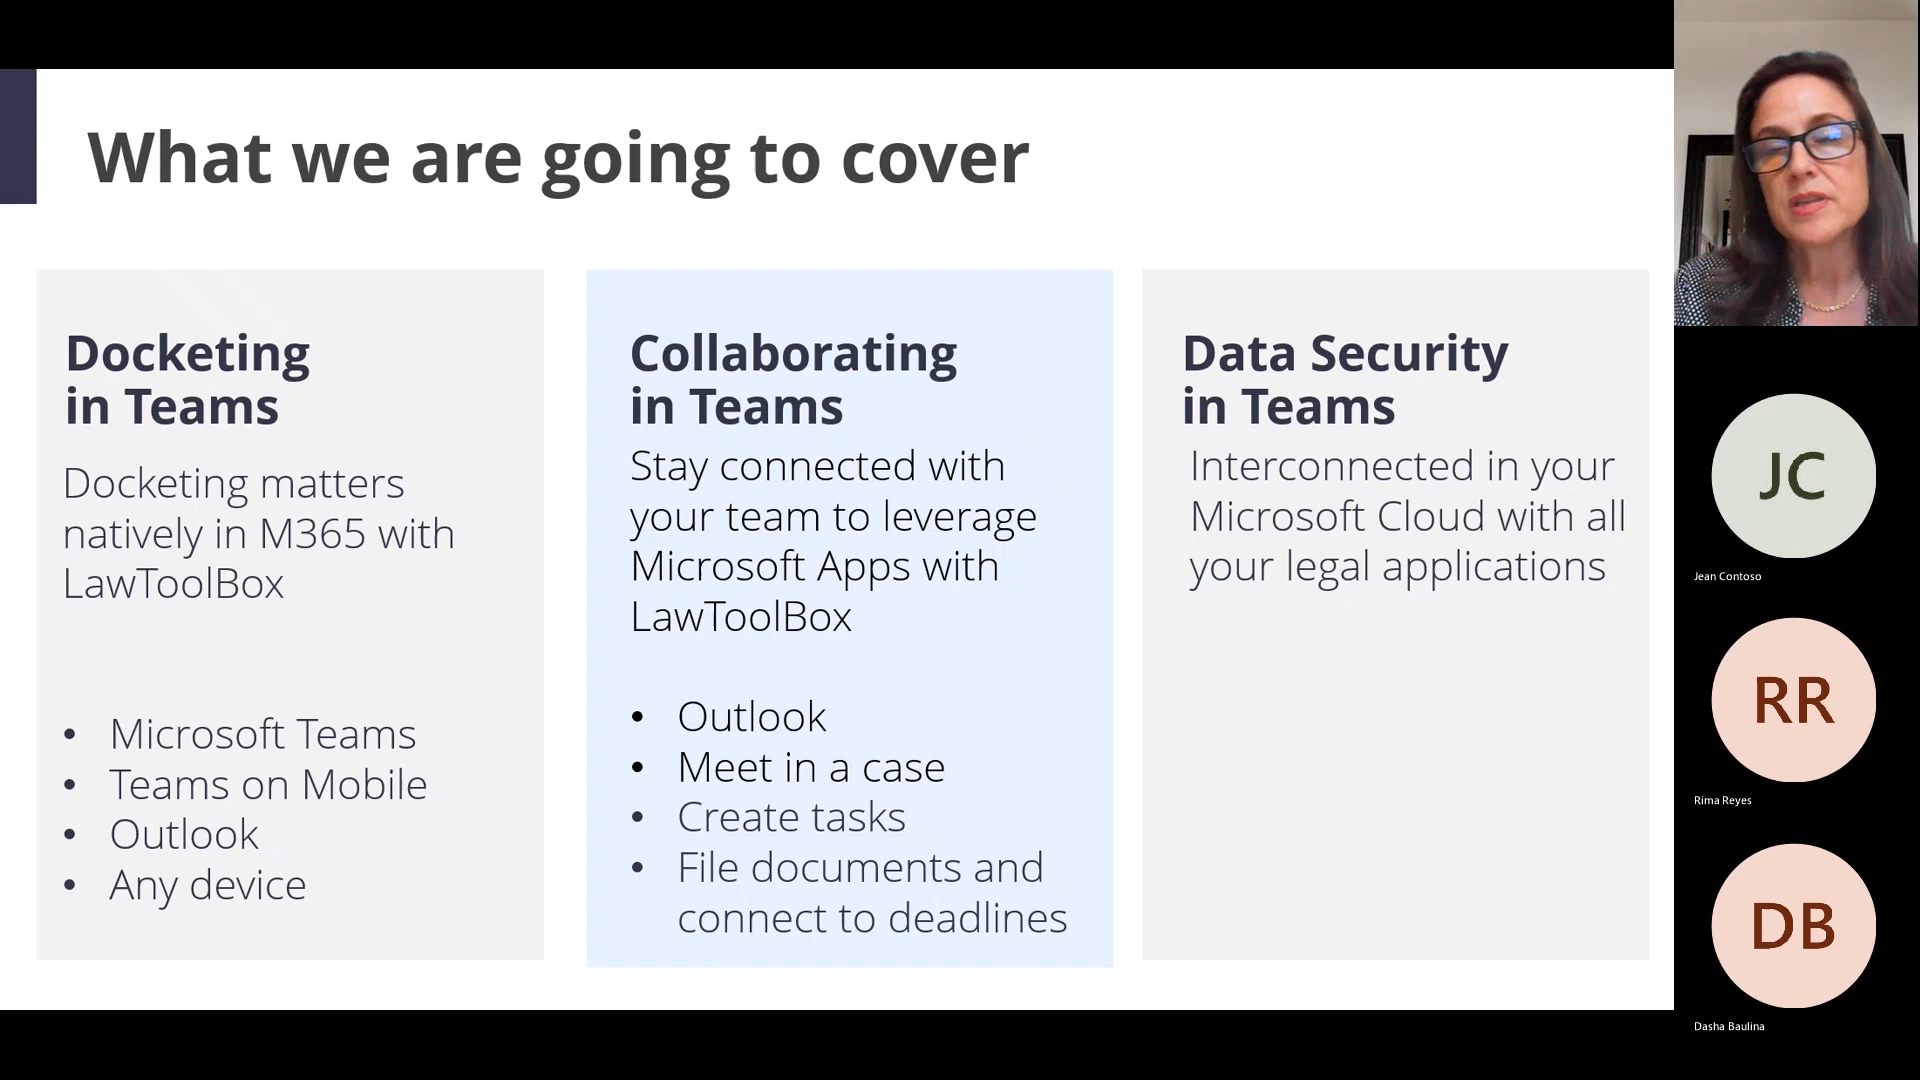 What we are going to cover
Docketing
in Teams
Docketing matters
natively in M365 with
LawToolBox
• Microsoft Teams
• Teams on Mobile
• Outlook
• Any device
Collaborating
in Teams
Stay connected with
your team to leverage
Microsoft Apps with
LawToolBox
• Outlook
• Meet in a case
• Create tasks
• File documents and
connect to deadlines
Data Security
in Teams
Interconnected in your
Microsoft Cloud with all
your legal applications
JC
Jean Contoso
RR
Rima Reyes
DB
Dasha Baulina